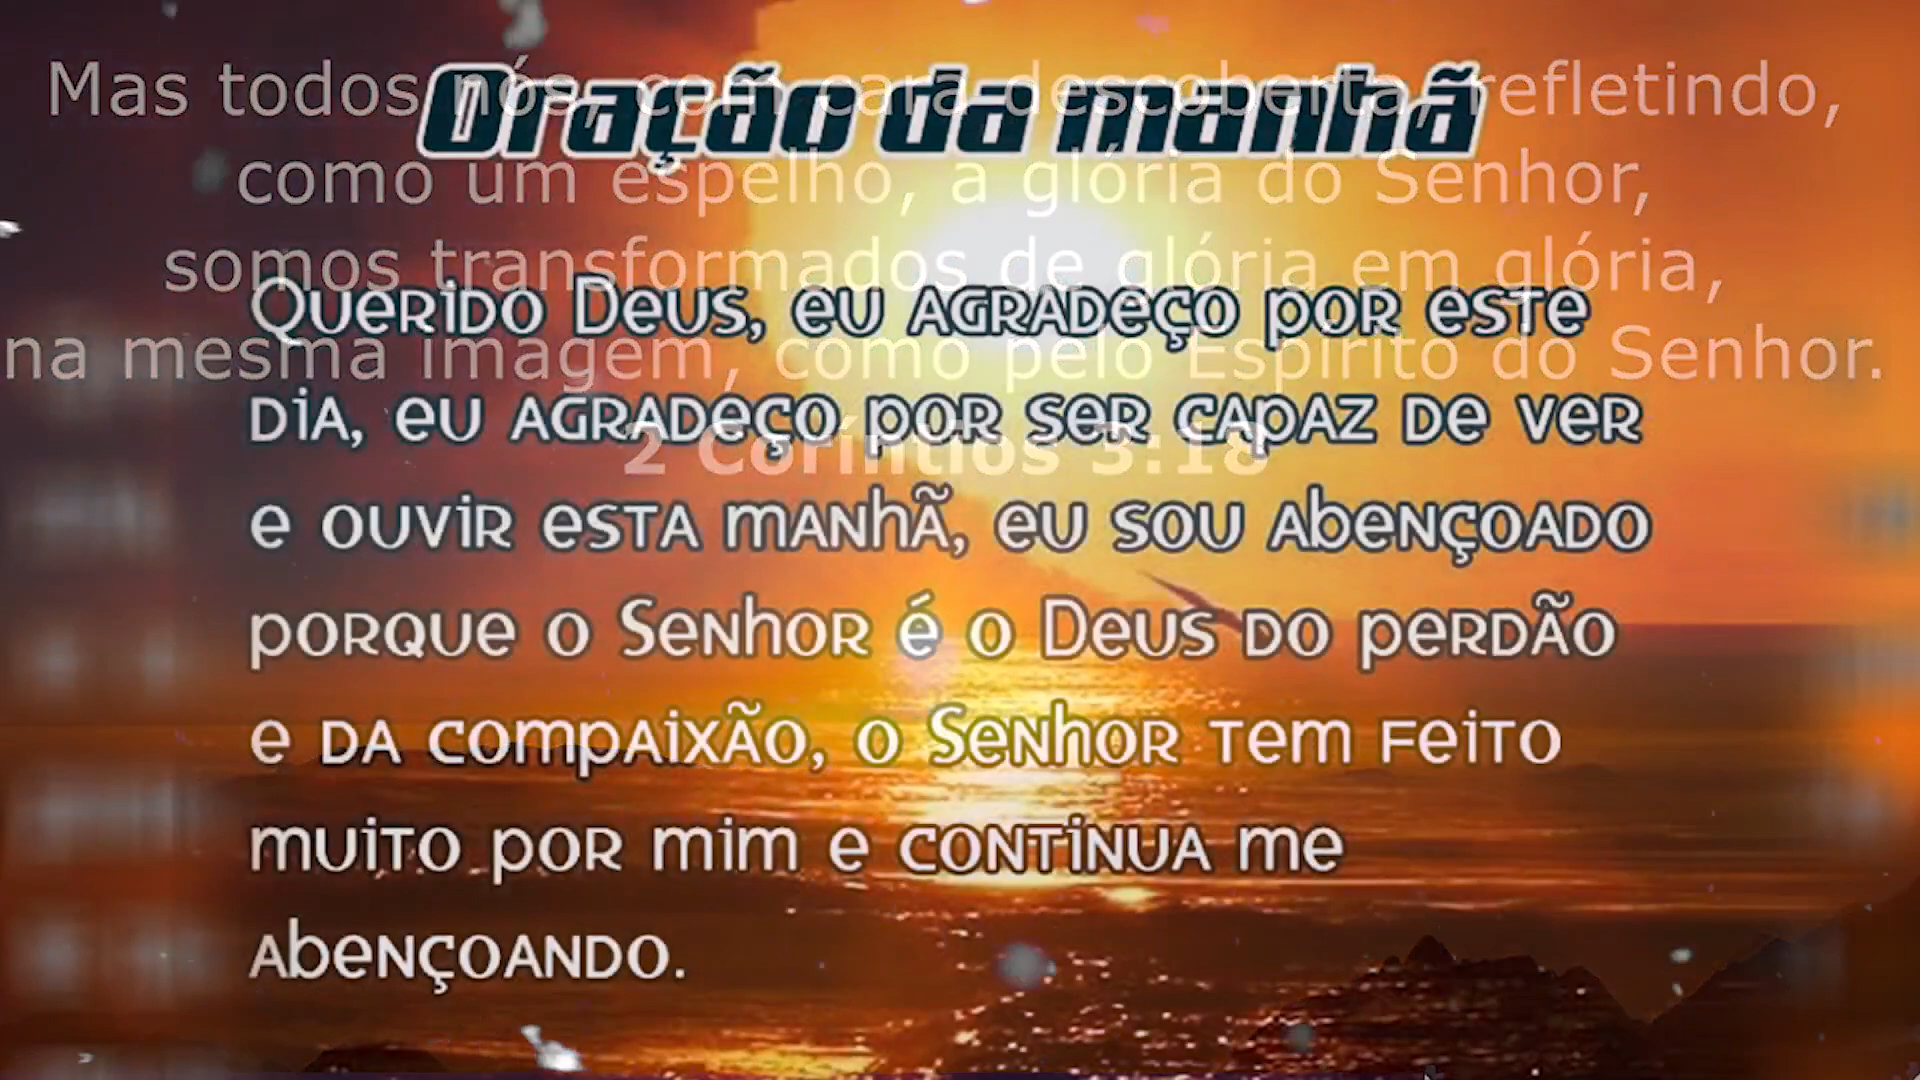 Mas todos nós, com cara descoberta, refletindo,
como um espelho, a glória do Senhor,
somos transformados de glória em glória,
na mesma imagem, como pelo Espírito do Senhor.
2 Coríntios 3:18
Oração da manhã
Querido Deus, eu agradeço por este
dia, eu agradeço por ser capaz de ver
e ouvir esta manhã, eu sou abençoado
porque o Senhor é o Deus do perdão
e da compaixão, o Senhor tem feito
muito por mim e contínua me
abençoando.